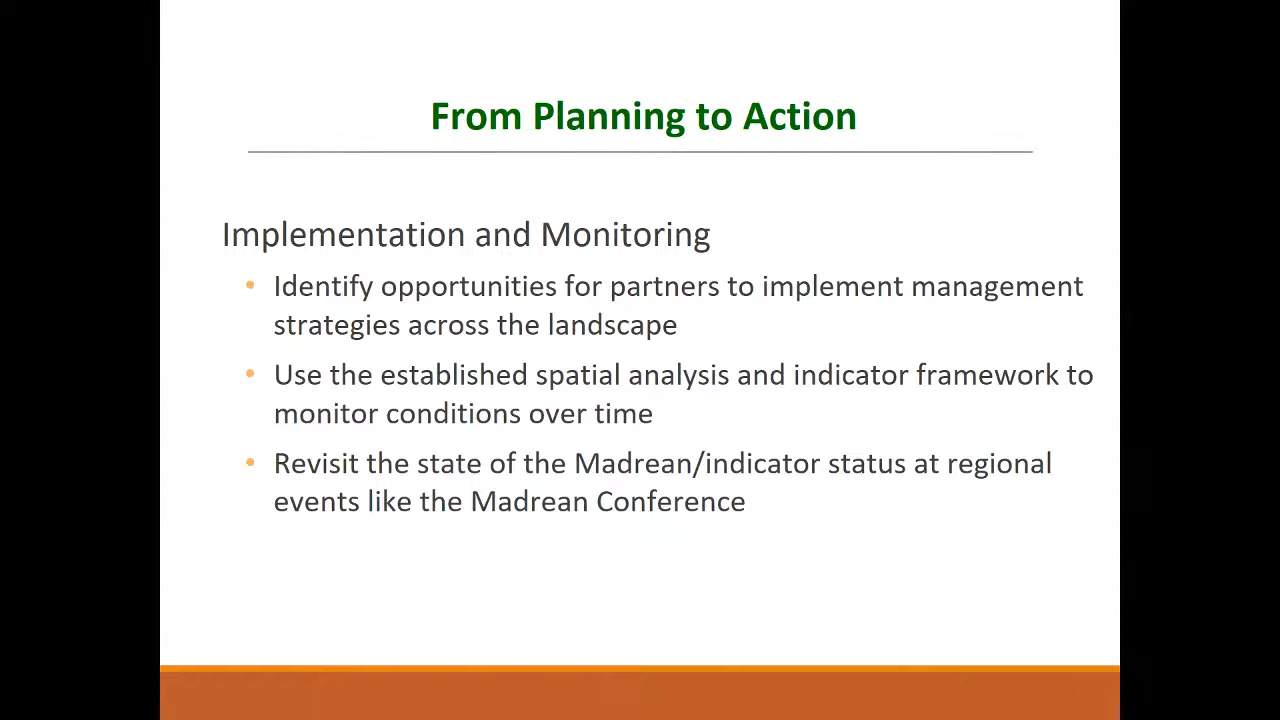 From Planning to Action
Implementation and Monitoring
• Identify opportunities for partners to implement management
strategies across the landscape
• Use the established spatial analysis and indicator framework to
monitor conditions over time
• Revisit the state of the Madrean/indicator status at regional
events like the Madrean Conference